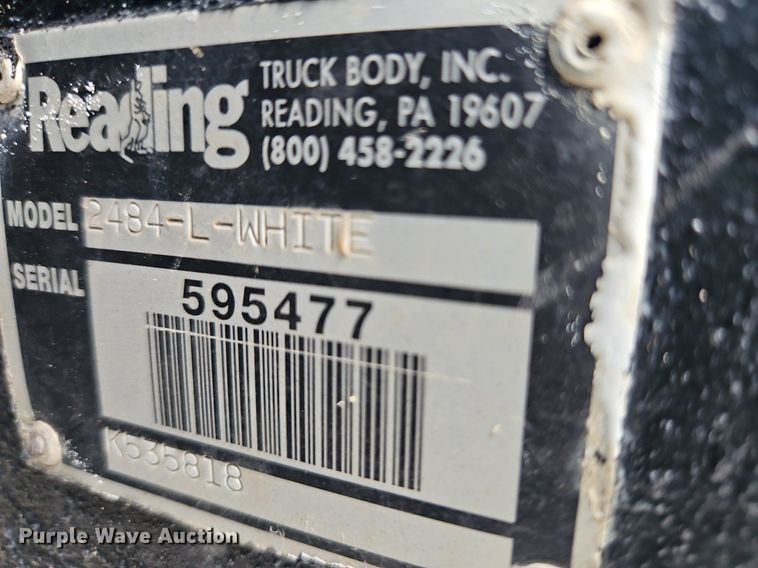 Reading
TRUCK BODY, INC.
READING, PA 19607
(800) 458-2226
MODEL 2484-L-WHITE
SERIAL
595477
K535818
Purple Wave Auction